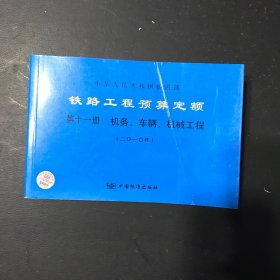 中华人民共和国铁道部
铁路工程预算定额
第十一册 机务、车辆、机械工程
(二〇一〇年)
中国铁道出版社